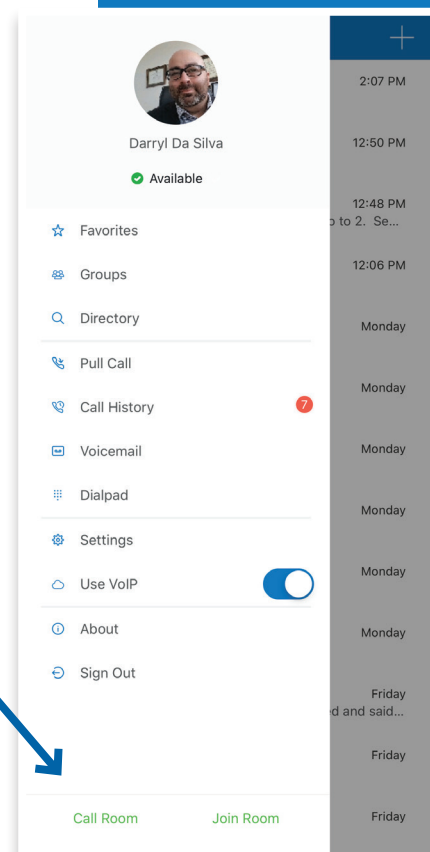 2:07 PM
Darryl Da Silva
12:50 PM
Available
12:48 PM
to 2. Se...
Favorites
12:06 PM
Groups
Directory
Monday
Pull Call
Monday
Call History
7
Voicemail
Monday
Dialpad
Monday
Settings
Use VoIP
Monday
About
Monday
Sign Out
Friday
and said...
Friday
Call Room
Join Room
Friday